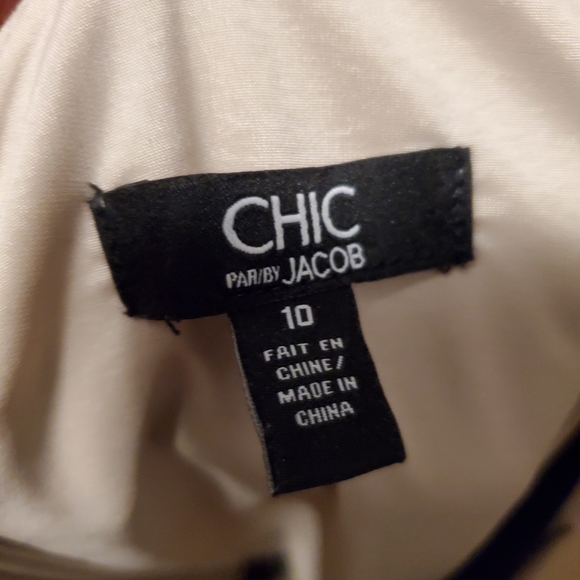 CHIC
PAR/BY JACOB
10
FAIT EN
CHINE/
MADE IN
CHINA